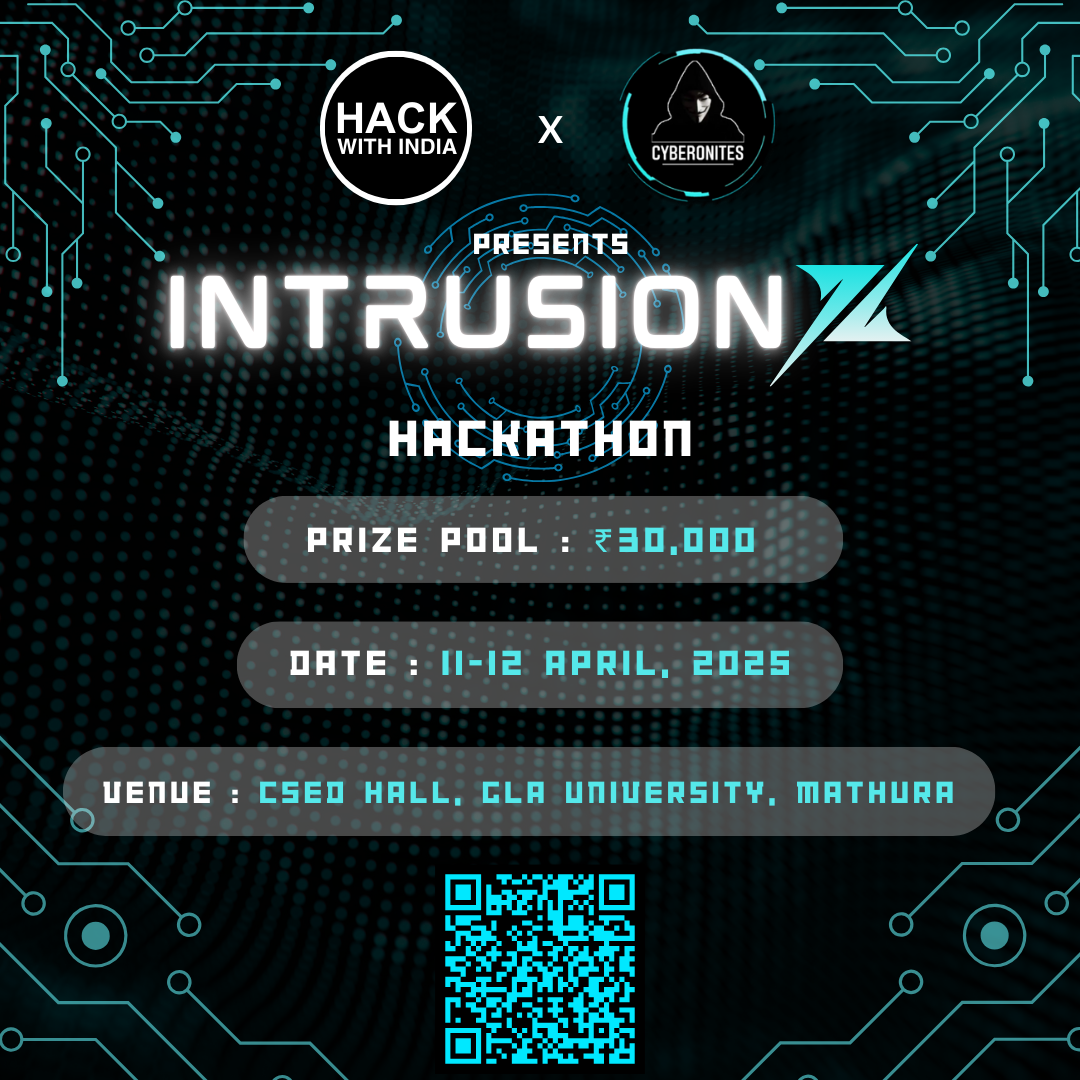 HACK
WITH INDIA
X
CYBERONITES
PRESENTS
INTRUSIONX
HACKATHON
PRIZE POOL : ₹30,000
DATE : 11-12 APRIL, 2025
VENUE : CSED HALL, GLA UNIVERSITY, MATHURA